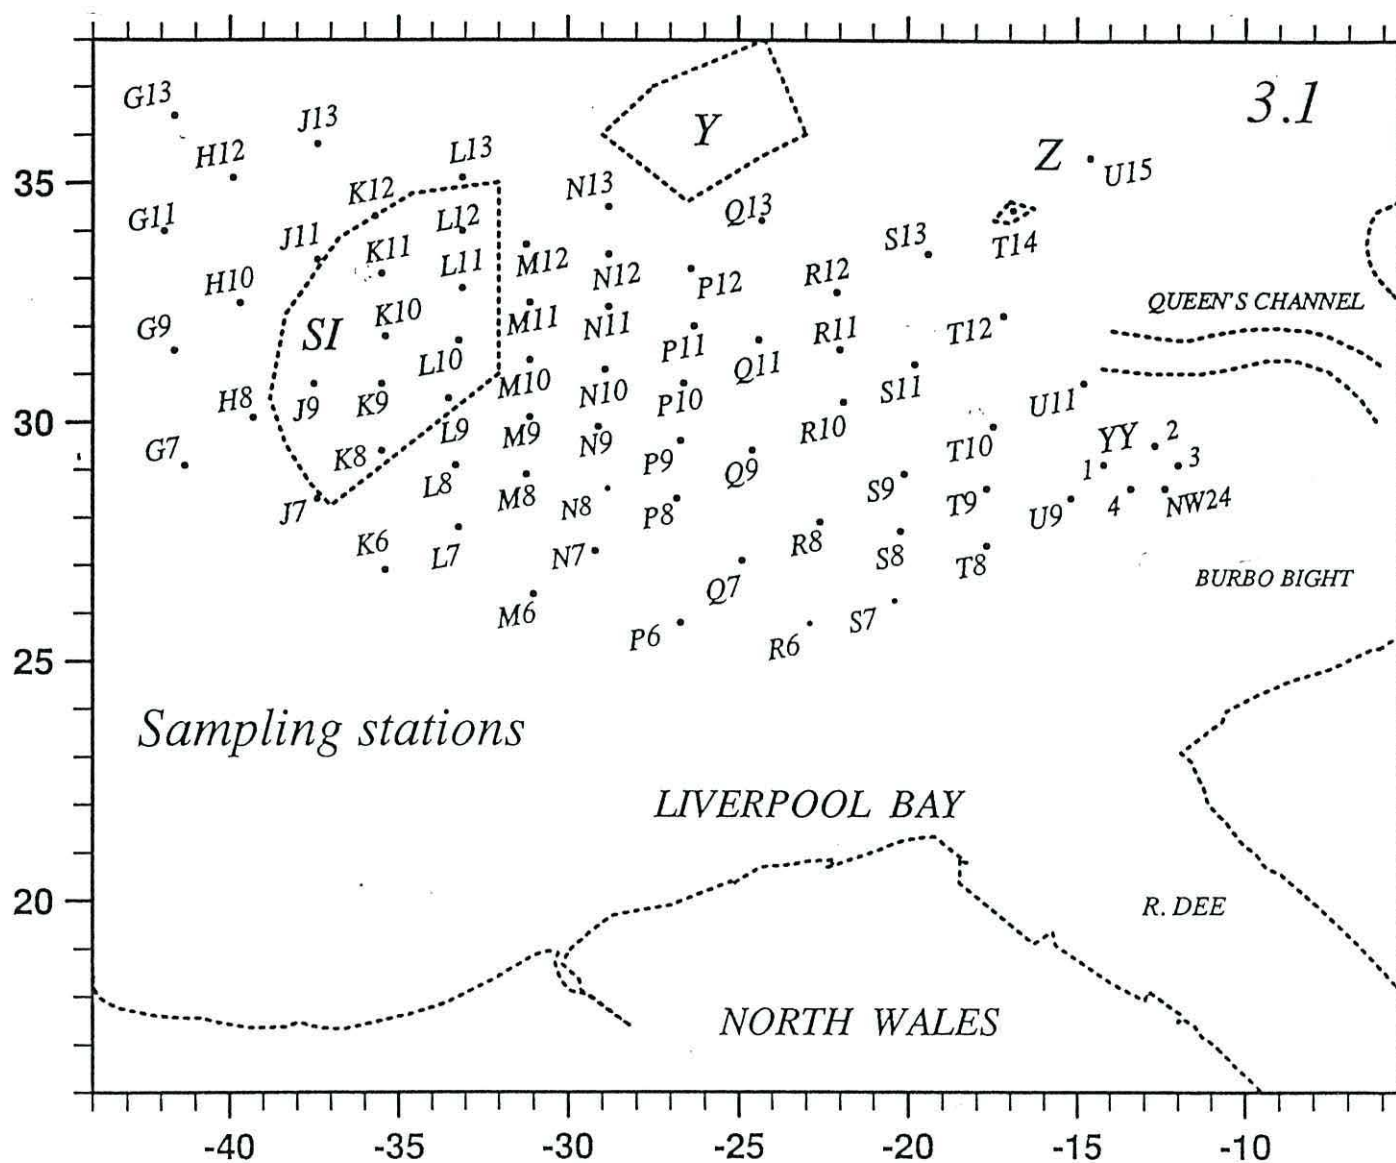 3.1
G13
J13
H12
L13
K12
Y
Z
U15
35
N13
Q13
G11
J11
K11
L12
S13
T14
L11
M12
N12
P12
R12
H10
K10
QUEEN'S CHANNEL
G9
SI
L10
M11
N11
P11
Q11
R11
T12
H8
J9
K9
M10
N10
P10
S11
U11
30
G7
K8
L9
M9
N9
P9
Q9
R10
T10
YY
2
1
3
J7
L8
M8
N8
P8
S9
T9
U9
4
NW24
K6
L7
N7
R8
S8
T8
BURBO BIGHT
M6
Q7
P6
R6
S7
25
Sampling stations
LIVERPOOL BAY
20
R. DEE
NORTH WALES
-40 -35 -30 -25 -20 -15 -10